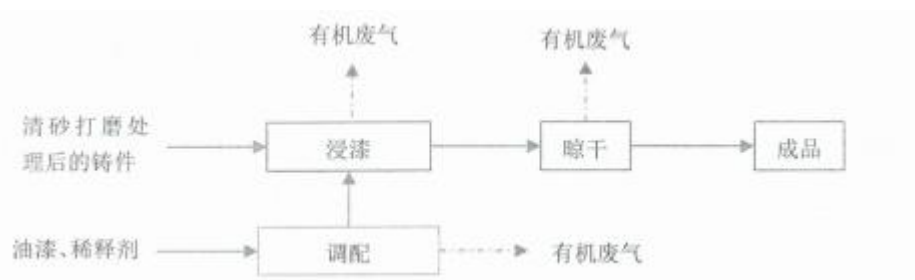 有机废气
有机废气
清砂打磨处
理后的铸件
浸漆
晾干
成品
油漆、稀释剂
调配
有机废气